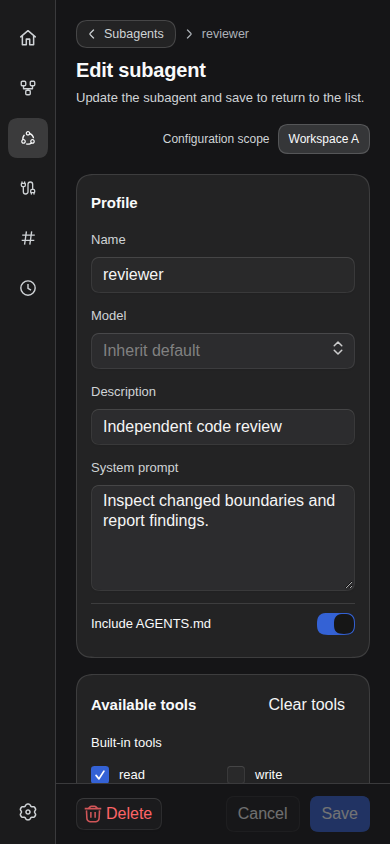 Subagents
reviewer
Edit subagent
Update the subagent and save to return to the list.
Configuration scope
Workspace A
Profile
Name
reviewer
Model
Inherit default
Description
Independent code review
System prompt
Inspect changed boundaries and
report findings.
Include AGENTS.md
Available tools
Clear tools
Built-in tools
read
write
Delete
Cancel
Save